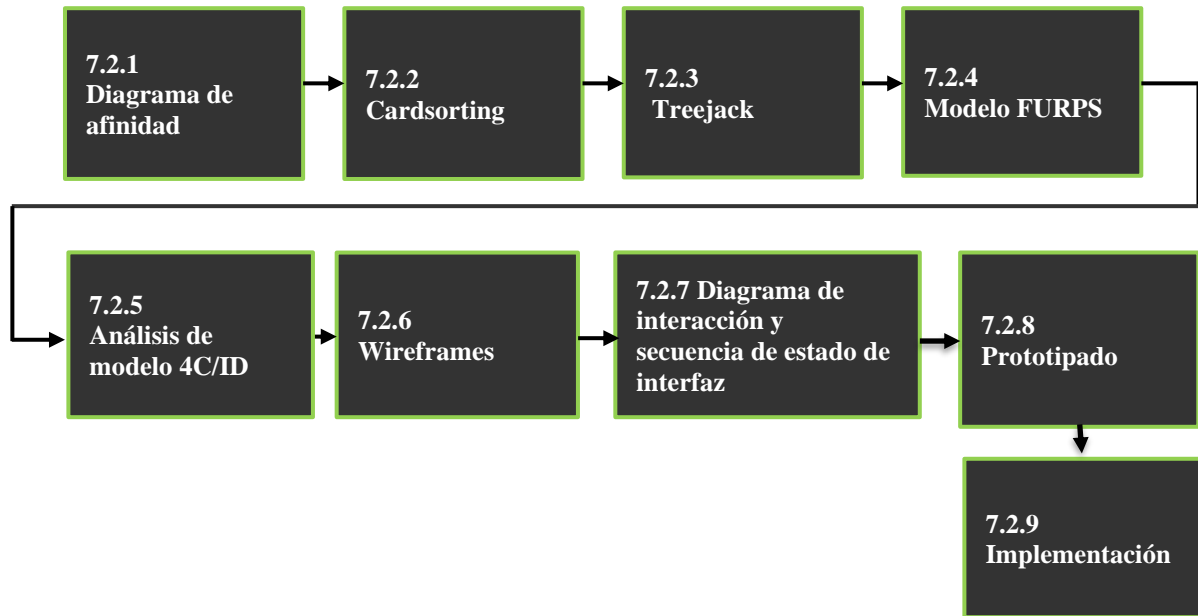 7.2.1
Diagrama de
afinidad
7.2.2
Cardsorting
7.2.3
Treejack
7.2.4
Modelo FURPS
7.2.5
Análisis de
modelo 4C/ID
7.2.6
Wireframes
7.2.7 Diagrama de
interacción y
secuencia de estado de
interfaz
7.2.8
Prototipado
7.2.9
Implementación